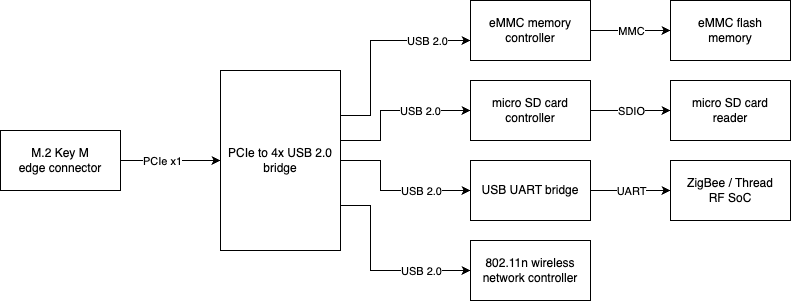 eMMC memory
controller
eMMC flash
memory
USB 2.0
MMC
micro SD card
controller
micro SD card
reader
USB 2.0
SDIO
M.2 Key M
edge connector
PCIe x1
PCIe to 4x USB 2.0
bridge
USB 2.0
USB UART bridge
UART
ZigBee / Thread
RF SoC
USB 2.0
802.11n wireless
network controller